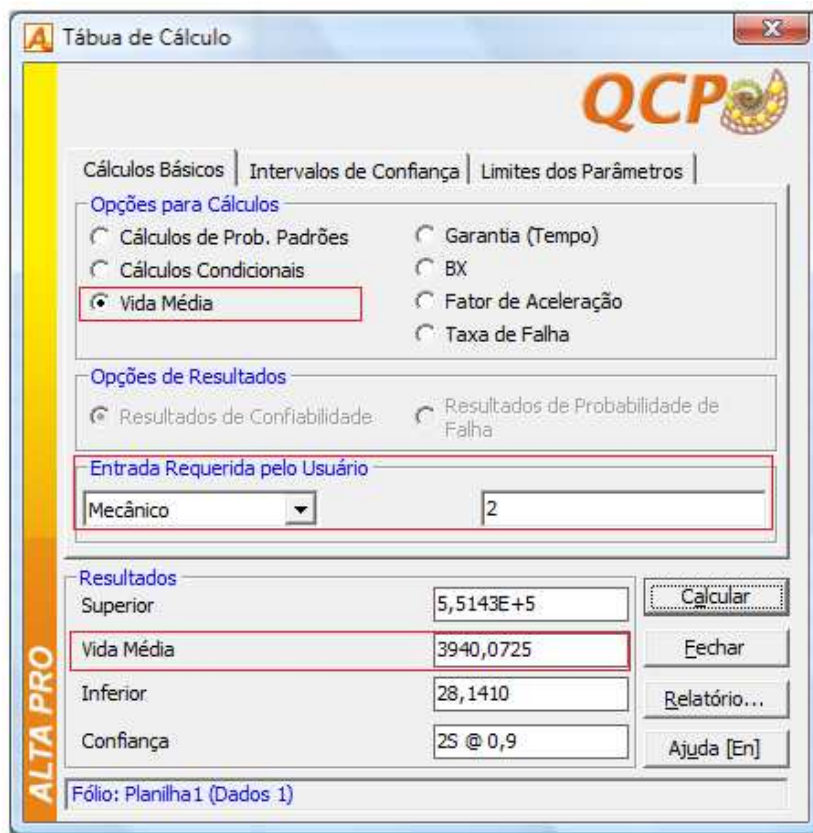 Tábua de Cálculo
QCP
Cálculos Básicos
Intervalos de Confiança
Limites dos Parâmetros
Opções para Cálculos
Cálculos de Prob. Padrões
Garantia (Tempo)
Cálculos Condicionais
BX
Vida Média
Fator de Aceleração
Taxa de Falha
Opções de Resultados
Resultados de Confiabilidade
Resultados de Probabilidade de
Falha
Entrada Requerida pelo Usuário
Mecânico
2
Resultados
Superior
5,5143E+5
Calcular
Vida Média
3940,0725
Fechar
Inferior
28,1410
Relatório...
Confiança
2S @ 0,9
Ajuda [En]
ALTA PRO
Fólio: Planilha1 (Dados 1)